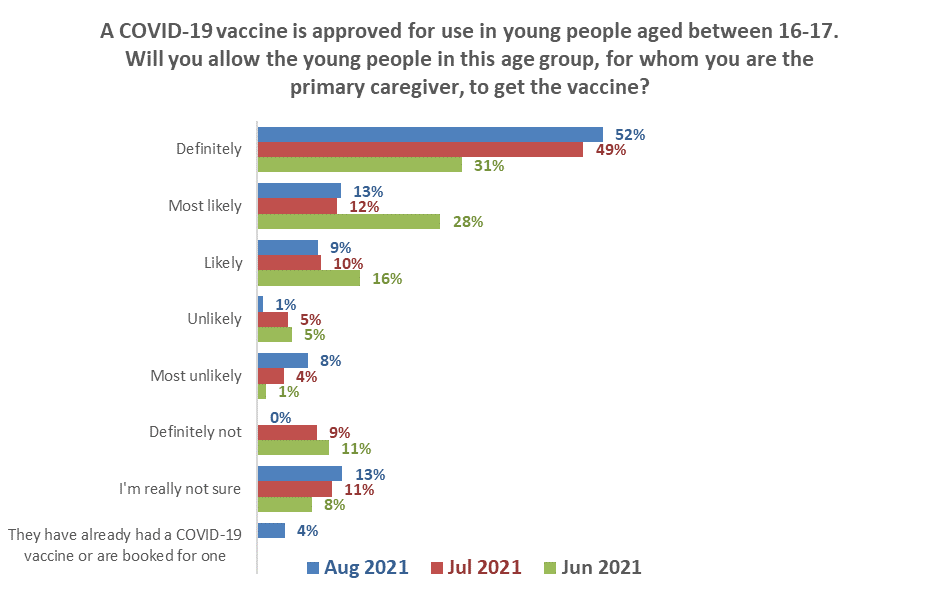 A COVID-19 vaccine is approved for use in young people aged between 16-17.
Will you allow the young people in this age group, for whom you are the
primary caregiver, to get the vaccine?
Definitely
52%
49%
31%
Most likely
13%
12%
28%
Likely
9%
10%
16%
Unlikely
1%
5%
5%
Most unlikely
8%
4%
1%
Definitely not
0%
9%
11%
I'm really not sure
13%
11%
8%
They have already had a COVID-19
vaccine or are booked for one
4%
Aug 2021 Jul 2021 Jun 2021